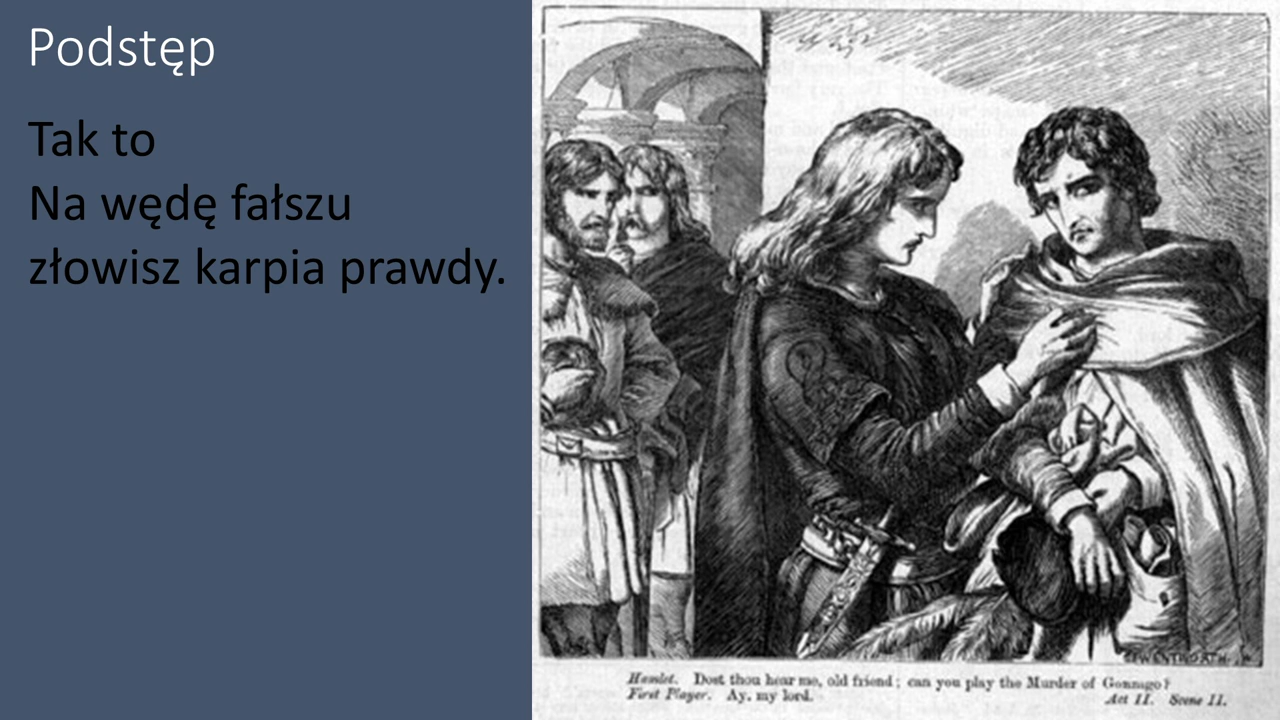 Podstęp
Tak to
Na wędę fałszu
złowisz karpia prawdy.
Hamlet. Dost thou hear me, old friend; can you play the Murder of Gonzago?
First Player. Ay, my lord.
Act II. Scene II.